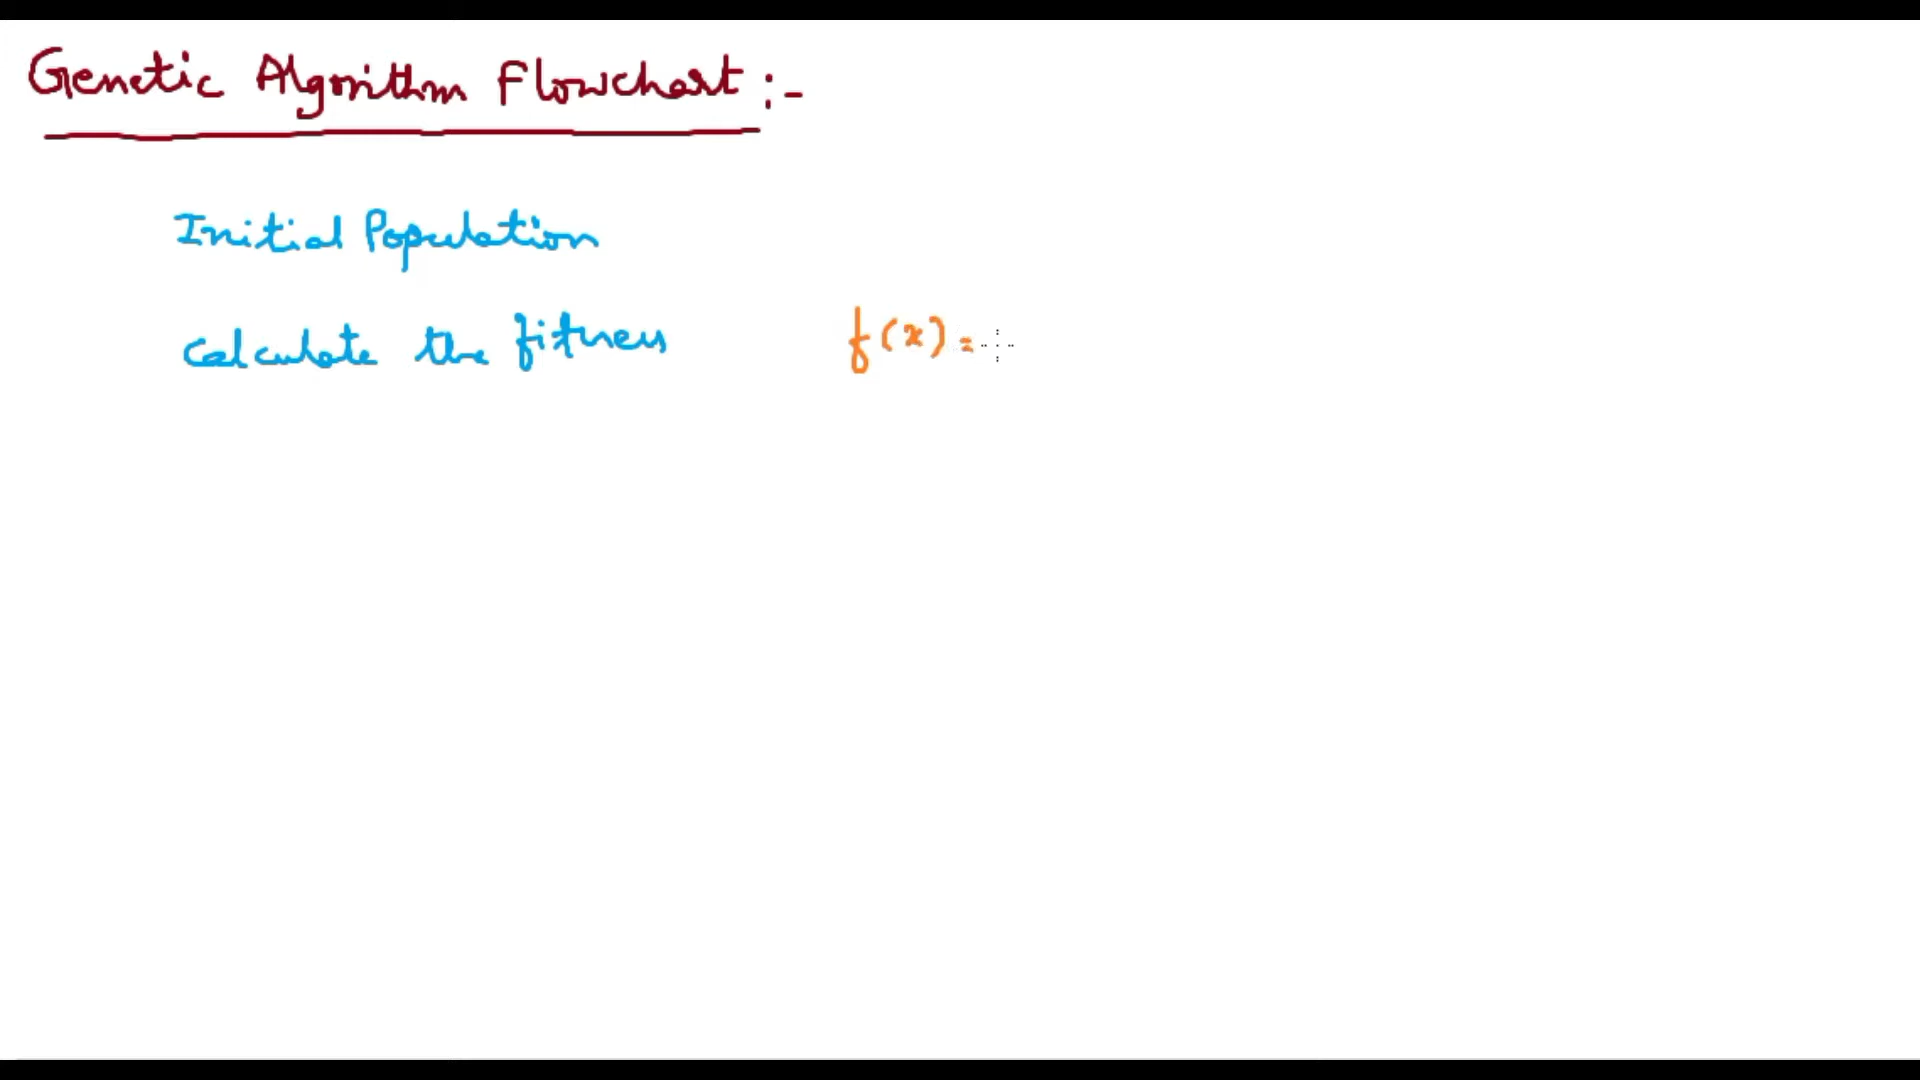 Genetic Algorithm Flowchart :-
Initial Population
calculate the fitness f(x) =